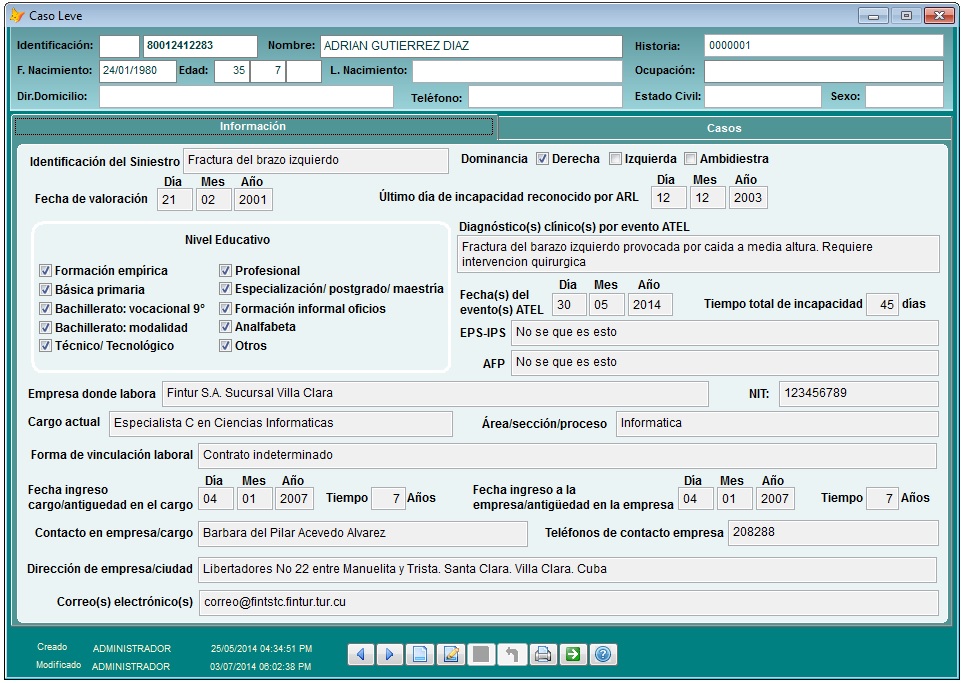 Caso Leve
Identificación: 80012412283 Nombre: ADRIAN GUTIERREZ DIAZ Historia: 0000001
F. Nacimiento: 24/01/1980 Edad: 35 7 L. Nacimiento: Ocupación:
Dir.Domicilio: Teléfono: Estado Civil: Sexo:
Información Casos
Identificación del Siniestro Fractura del brazo izquierdo Dominancia Derecha Izquierda Ambidiestra
Día Mes Año Día Mes Año
Fecha de valoración 21 02 2001 Último día de incapacidad reconocido por ARL 12 12 2003
Nivel Educativo
Formación empírica Profesional
Básica primaria Especialización/ postgrado/ maestría
Bachillerato: vocacional 9° Formación informal oficios
Bachillerato: modalidad Analfabeta
Técnico/ Tecnológico Otros
Diagnóstico(s) clínico(s) por evento ATEL
Fractura del barazo izquierdo provocada por caida a media altura. Requiere
intervencion quirurgica
Día Mes Año
Fecha(s) del
evento(s) ATEL 30 05 2014 Tiempo total de incapacidad 45 dias
EPS-IPS No se que es esto
AFP No se que es esto
Empresa donde labora Fintur S.A. Sucursal Villa Clara NIT: 123456789
Cargo actual Especialista C en Ciencias Informaticas Área/sección/proceso Informatica
Forma de vinculación laboral Contrato indeterminado
Día Mes Año Día Mes Año
Fecha ingreso
cargo/antiguedad en el cargo 04 01 2007 Tiempo 7 Años
Fecha ingreso a la
empresa/antigüedad en la empresa 04 01 2007 Tiempo 7 Años
Contacto en empresa/cargo Barbara del Pilar Acevedo Alvarez Teléfonos de contacto empresa 208288
Dirección de empresa/ciudad Libertadores No 22 entre Manuelita y Trista. Santa Clara. Villa Clara. Cuba
Correo(s) electrónico(s) correo@fintstc.fintur.tur.cu
Creado ADMINISTRADOR 25/05/2014 04:34:51 PM
Modificado ADMINISTRADOR 03/07/2014 06:02:38 PM